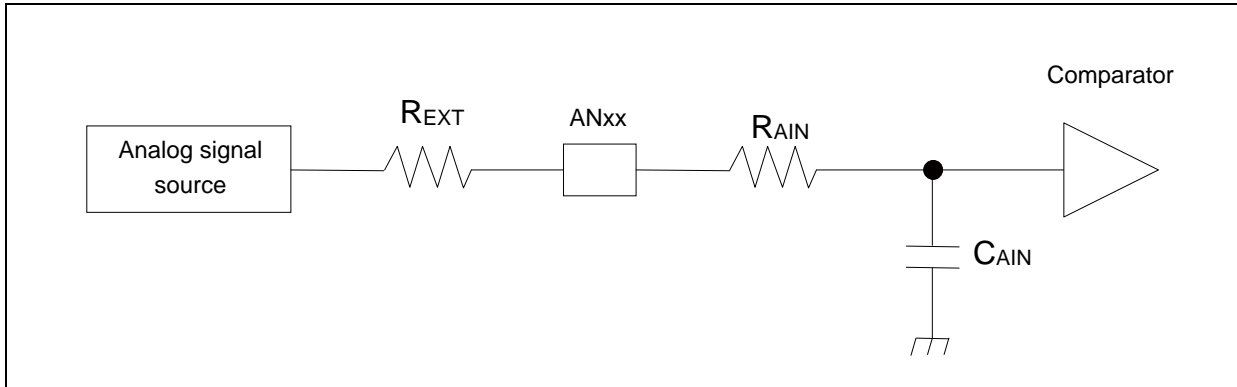 Comparator
REXT
ANxx
RAIN
Analog signal
source
CAIN